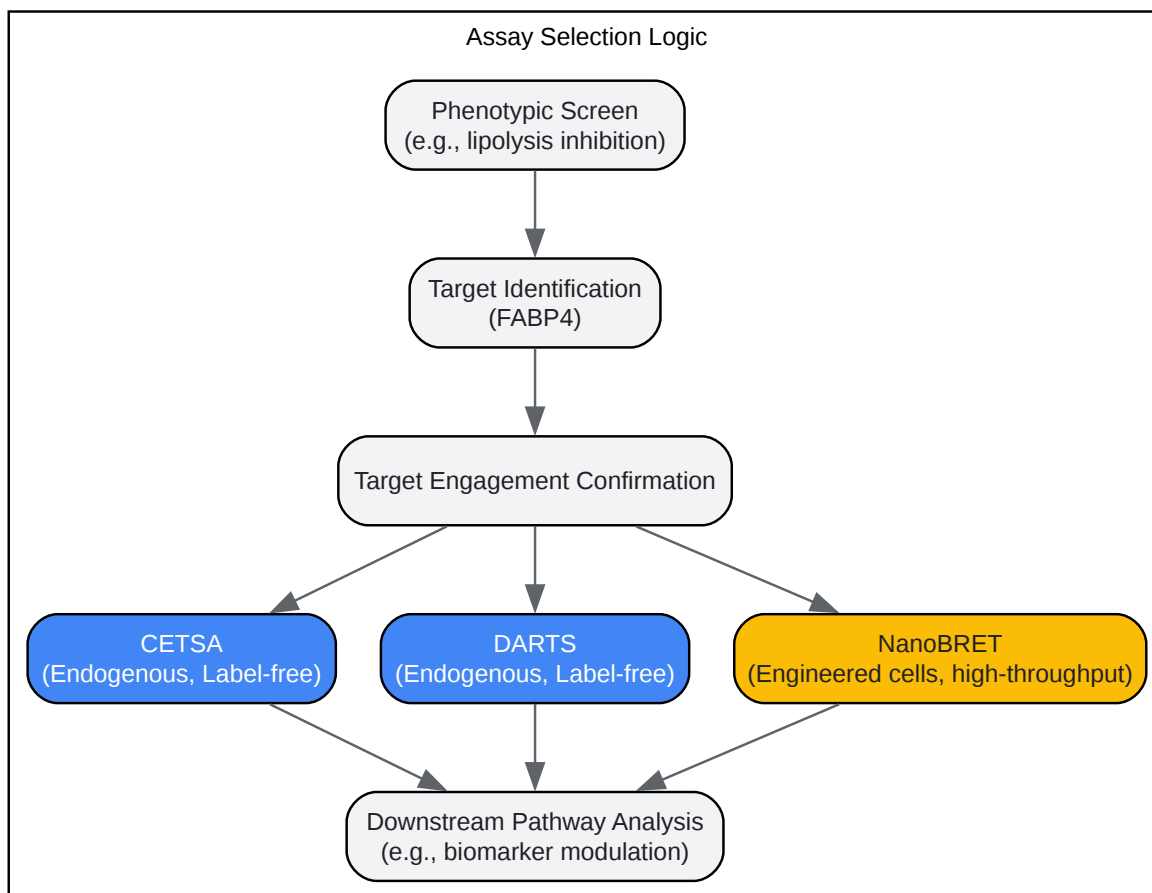 Assay Selection Logic
Phenotypic Screen
(e.g., lipolysis inhibition)
Target Identification
(FABP4)
Target Engagement Confirmation
CETSA
(Endogenous, Label-free)
DARTS
(Endogenous, Label-free)
NanoBRET
(Engineered cells, high-throughput)
Downstream Pathway Analysis
(e.g., biomarker modulation)